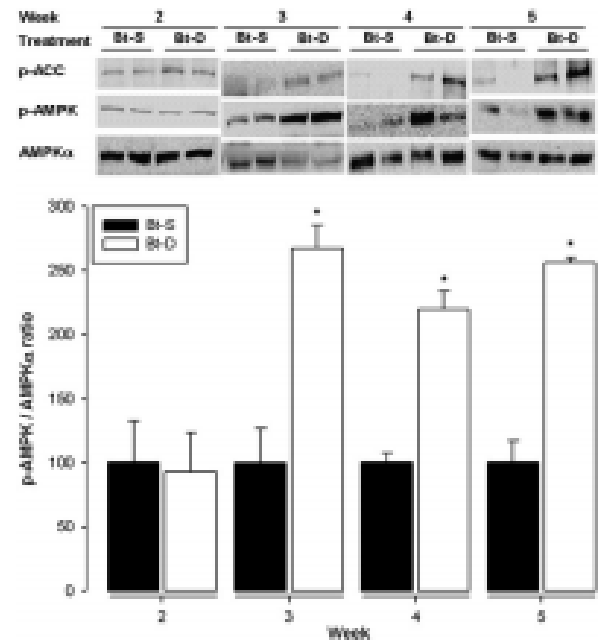 Week 2 3 4 5
Treatment Bt-S Bt-D Bt-S Bt-D Bt-S Bt-D Bt-S Bt-D
p-ACC
p-AMPK
AMPKα
p-AMPK / AMPKα ratio
300
250
200
150
100
50
0
Bt-S
Bt-D
* * *
2 3 4 5
Week